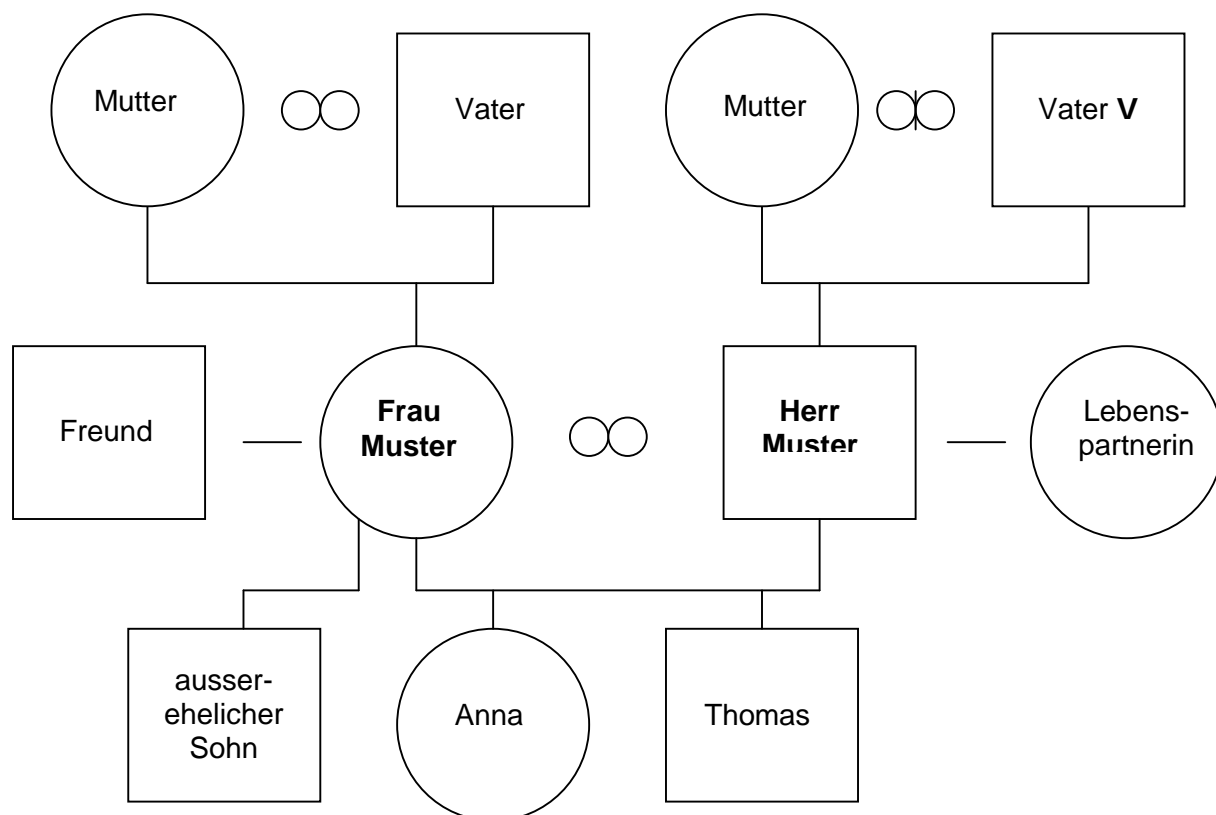 Mutter
Vater
Mutter
Vater V
Freund
Frau
Muster
Herr
Muster
Lebens-
partnerin
ausser-
ehelicher
Sohn
Anna
Thomas